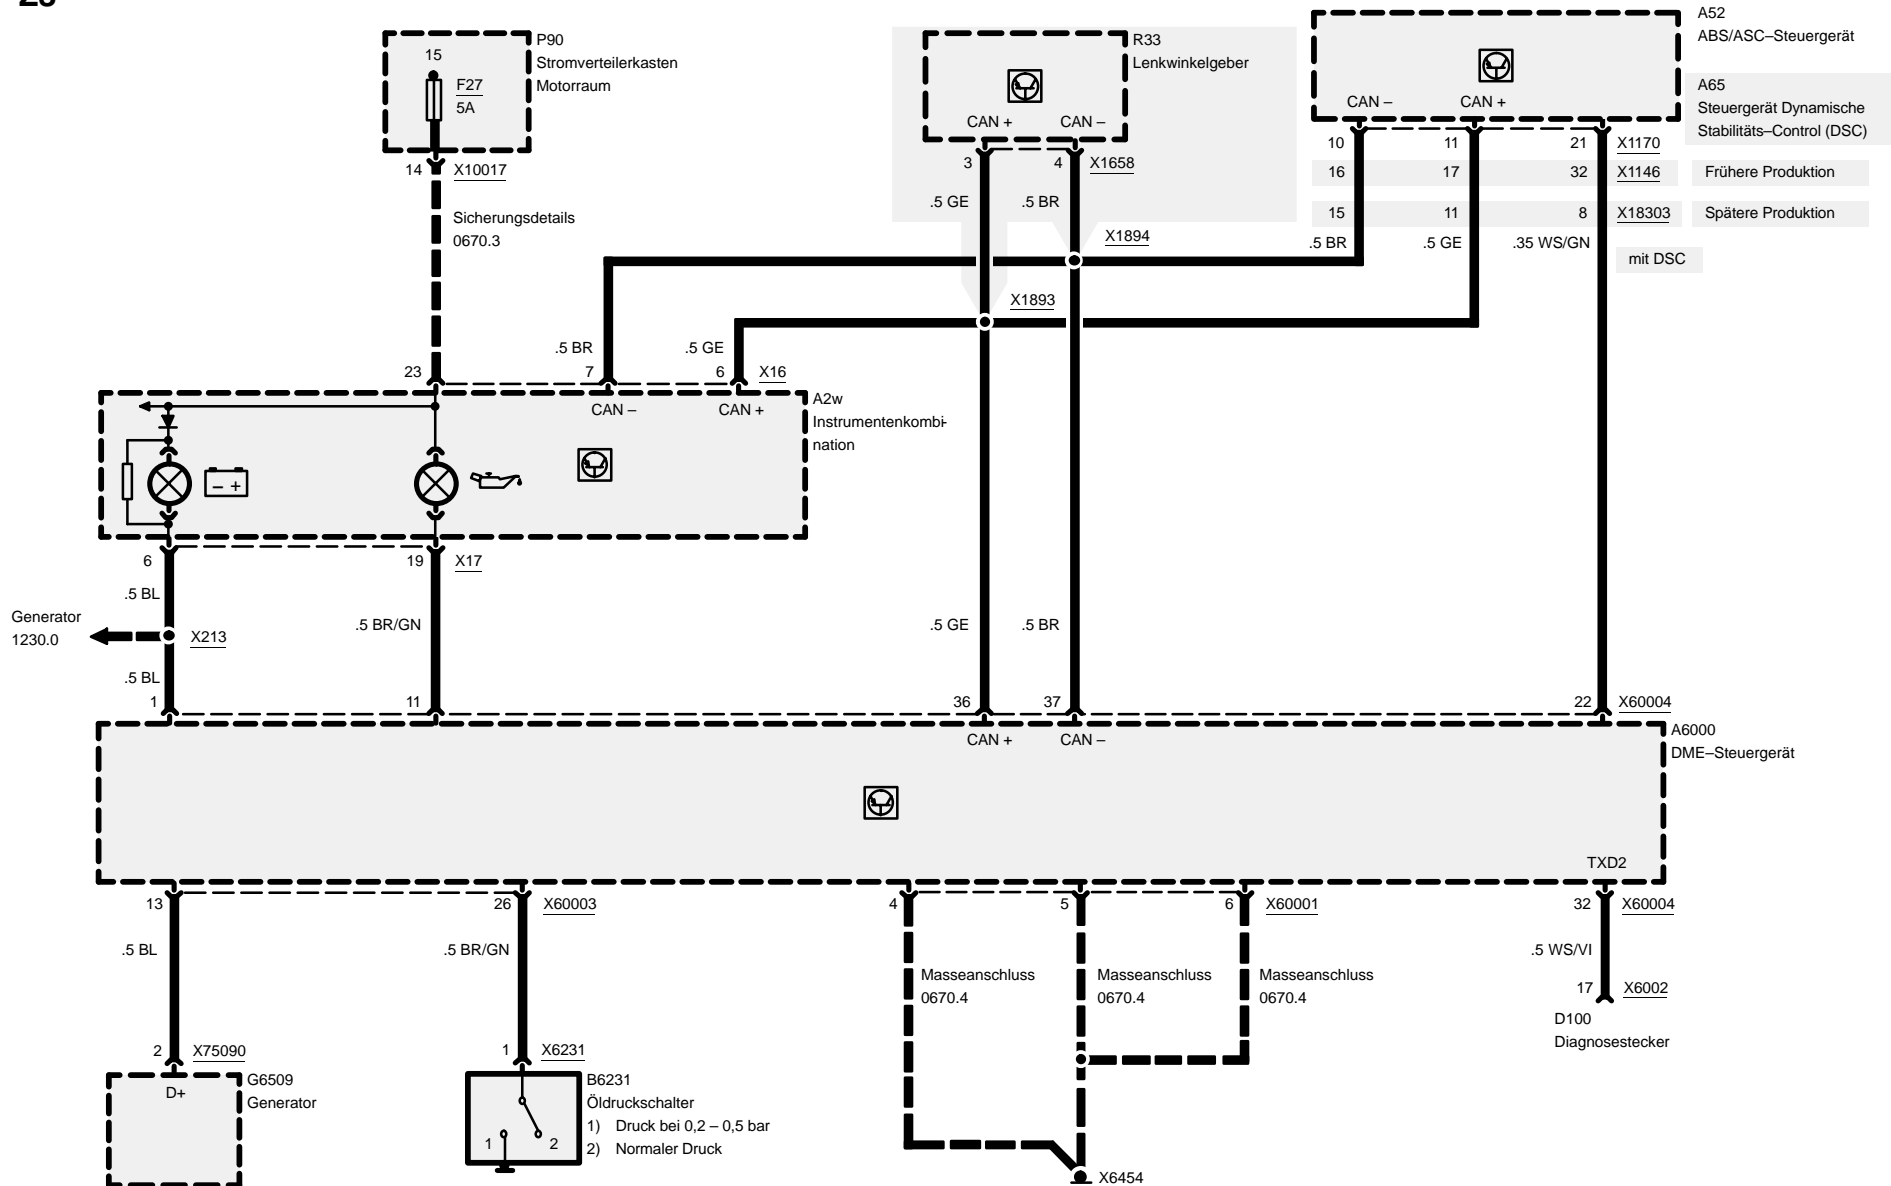 P90
Stromverteilerkasten
Motorraum
15
F27
5A
14
X10017
Sicherungsdetails
0670.3
R33
Lenkwinkelgeber
CAN +
CAN –
3
4
X1658
.5 GE
.5 BR
A52
ABS/ASC–Steuergerät
A65
Steuergerät Dynamische
Stabilitäts–Control (DSC)
CAN –
CAN +
10
11
21
X1170
16
17
32
X1146
Frühere Produktion
15
11
8
X18303
Spätere Produktion
.5 BR
.5 GE
.35 WS/GN
mit DSC
X1894
X1893
.5 BR
.5 GE
23
7
6
X16
CAN –
CAN +
A2w
Instrumentenkombi-
nation
– +
6
19
X17
.5 BL
Generator
1230.0
X213
.5 BR/GN
.5 GE
.5 BR
.5 BL
1
11
36
37
22
X60004
CAN +
CAN –
A6000
DME–Steuergerät
TXD2
13
26
X60003
4
5
6
X60001
32
X60004
.5 BL
.5 BR/GN
.5 WS/VI
Masseanschluss
0670.4
Masseanschluss
0670.4
Masseanschluss
0670.4
17
X6002
D100
Diagnosestecker
2
X75090
1
X6231
D+
G6509
Generator
B6231
Öldruckschalter
1) Druck bei 0,2 – 0,5 bar
2) Normaler Druck
1
2
X6454